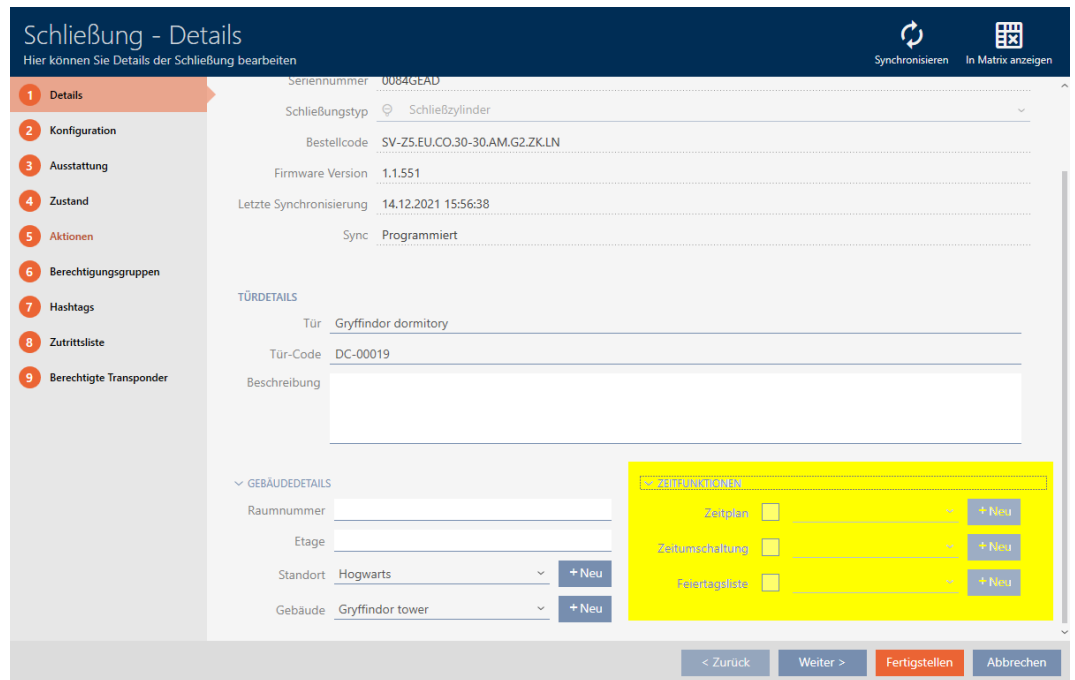 Schließung - Details
Hier können Sie Details der Schließung bearbeiten
Synchronisieren
In Matrix anzeigen
1 Details
2 Konfiguration
3 Ausstattung
4 Zustand
5 Aktionen
6 Berechtigungsgruppen
7 Hashtags
8 Zutrittsliste
9 Berechtigte Transponder
Seriennummer 0084GEAD
Schließungstyp Schließzylinder
Bestellcode SV-Z5.EU.CO.30-30.AM.G2.ZK.LN
Firmware Version 1.1.551
Letzte Synchronisierung 14.12.2021 15:56:38
Sync Programmiert
TÜRDETAILS
Tür Gryffindor dormitory
Tür-Code DC-00019
Beschreibung
GEBÄUDEDETAILS
Raumnummer
Etage
Standort Hogwarts + Neu
Gebäude Gryffindor tower + Neu
ZEITFUNKTIONEN
Zeitplan + Neu
Zeitumschaltung + Neu
Feiertagsliste + Neu
< Zurück
Weiter >
Fertigstellen
Abbrechen